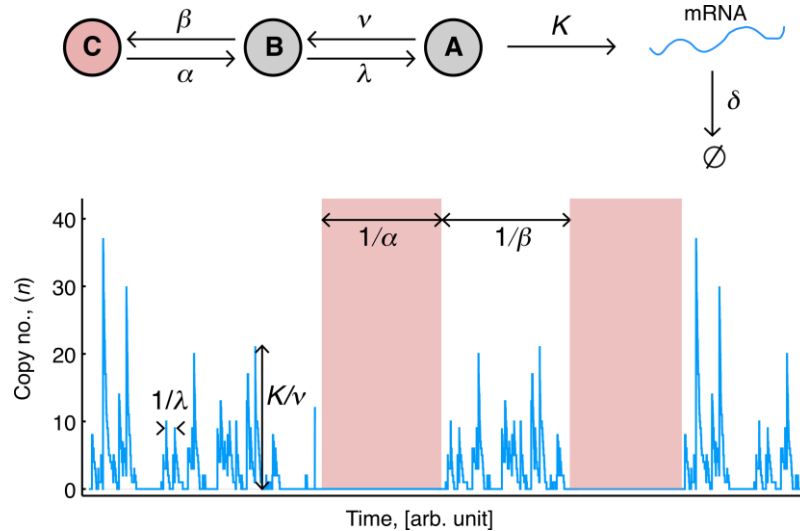 mRNA
β
ν
K
C
B
A
α
λ
δ
∅
40
30
20
10
0
Copy no., (n)
1/α
1/β
1/λ
K/ν
Time, [arb. unit]